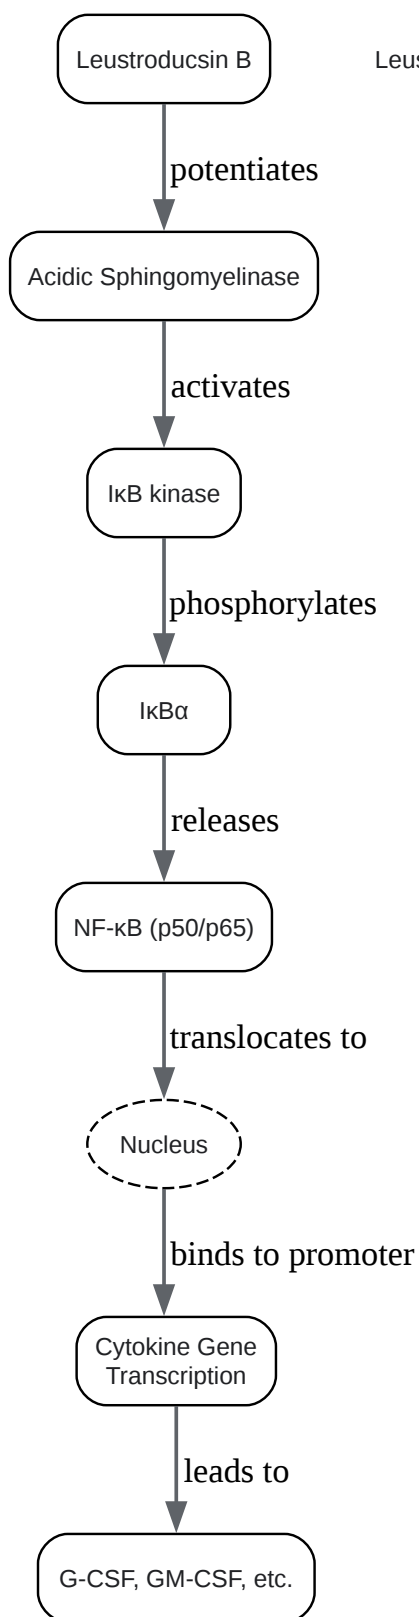 Leustroducsin B
Leus
potentiates
Acidic Sphingomyelinase
activates
IκB kinase
phosphorylates
IκBα
releases
NF-κB (p50/p65)
translocates to
Nucleus
binds to promoter
Cytokine Gene
Transcription
leads to
G-CSF, GM-CSF, etc.